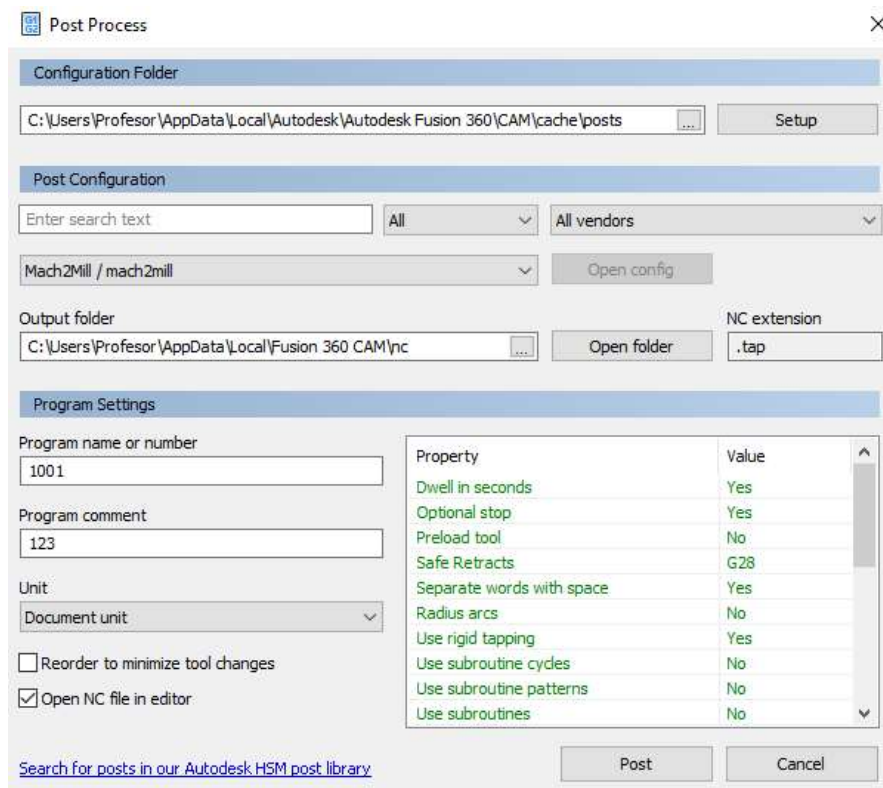 G1
G2
Post Process
Configuration Folder
C:\Users\Profesor\AppData\Local\Autodesk\Autodesk Fusion 360\CAM\cache\posts
...
Setup
Post Configuration
Enter search text
All
All vendors
Mach2Mill / mach2mill
Open config
Output folder
NC extension
C:\Users\Profesor\AppData\Local\Fusion 360 CAM\nc
...
Open folder
.tap
Program Settings
Program name or number
1001
Program comment
123
Unit
Document unit
Reorder to minimize tool changes
Open NC file in editor
Property Value
Dwell in seconds Yes
Optional stop Yes
Preload tool No
Safe Retracts G28
Separate words with space Yes
Radius arcs No
Use rigid tapping Yes
Use subroutine cycles No
Use subroutine patterns No
Use subroutines No
Search for posts in our Autodesk HSM post library
Post
Cancel